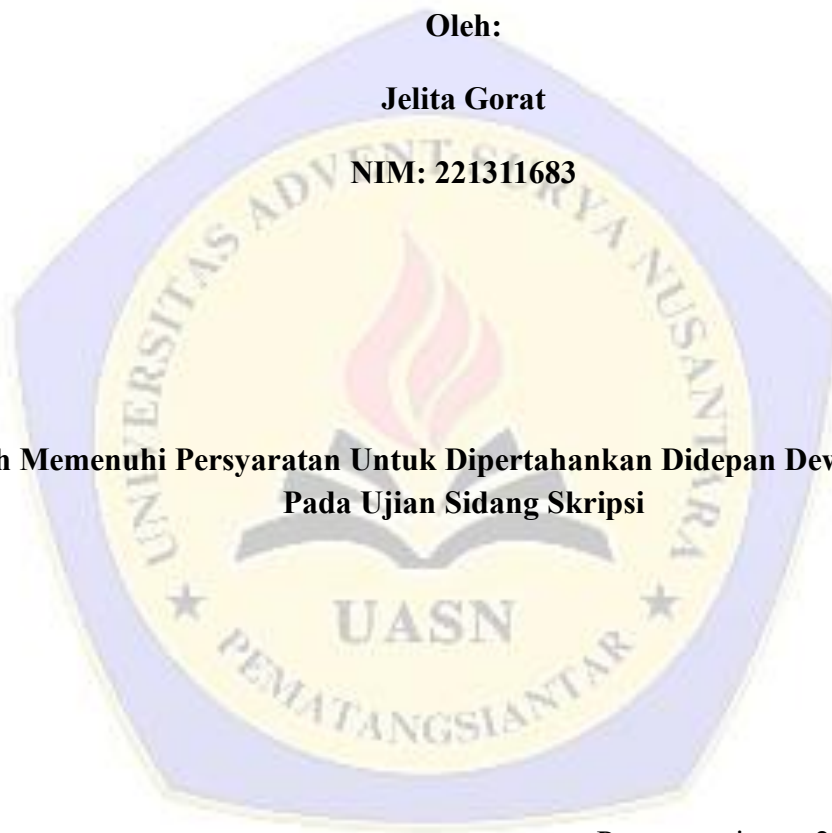 Oleh:
Jelita Gorat
NIM: 221311683
UNIVERSITAS ADVENT SURYA NUSANTARA
h Memenuhi Persyaratan Untuk Dipertahankan Didepan Dew
Pada Ujian Sidang Skripsi
UASN
PEMATANGSIANTAR